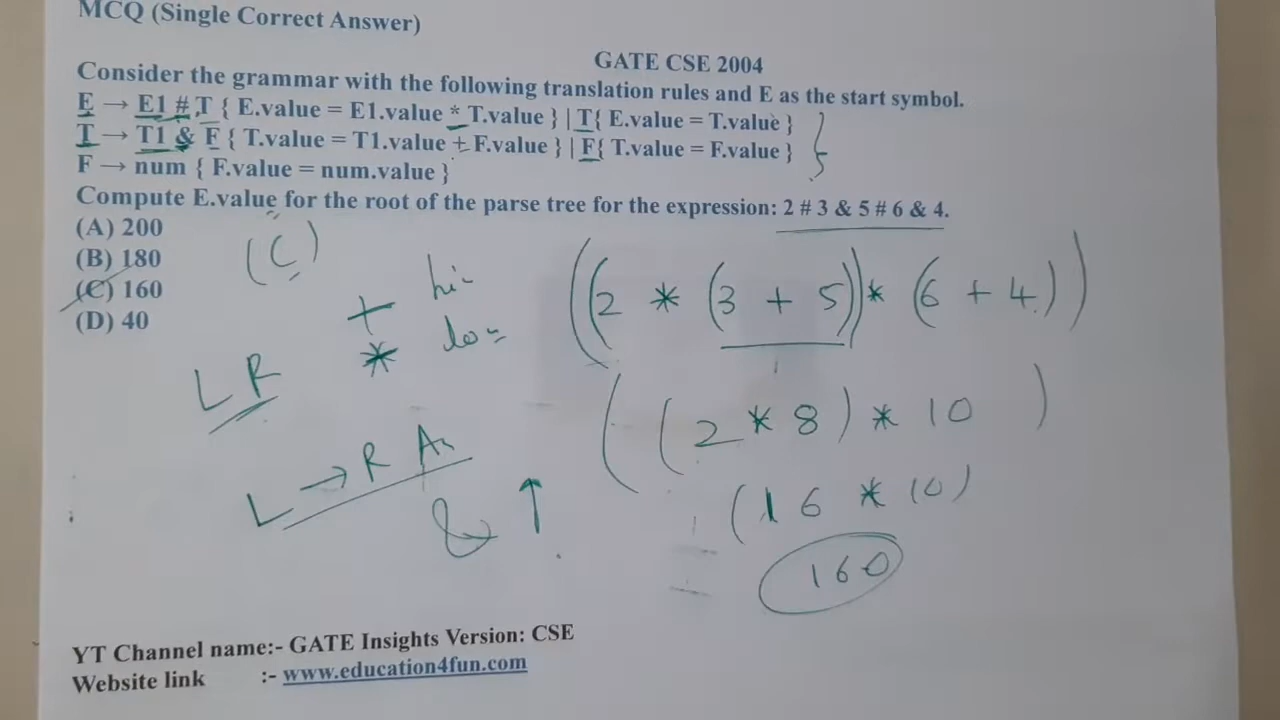 MCQ (Single Correct Answer)
GATE CSE 2004
Consider the grammar with the following translation rules and E as the start symbol.
E → E1 # T { E.value = E1.value * T.value } | T{ E.value = T.value }
T → T1 & F { T.value = T1.value + F.value } | F{ T.value = F.value }
F → num { F.value = num.value }
Compute E.value for the root of the parse tree for the expression: 2 # 3 & 5 # 6 & 4.
(A) 200
(B) 180
(C) 160
(D) 40
(C)
+ hi
*
((2 * (3 + 5)) * (6 + 4))
LR
((2 * 8) * 10)
L → R As
& ↑
(16 * 10)
160
YT Channel name:- GATE Insights Version: CSE
Website link :- www.education4fun.com